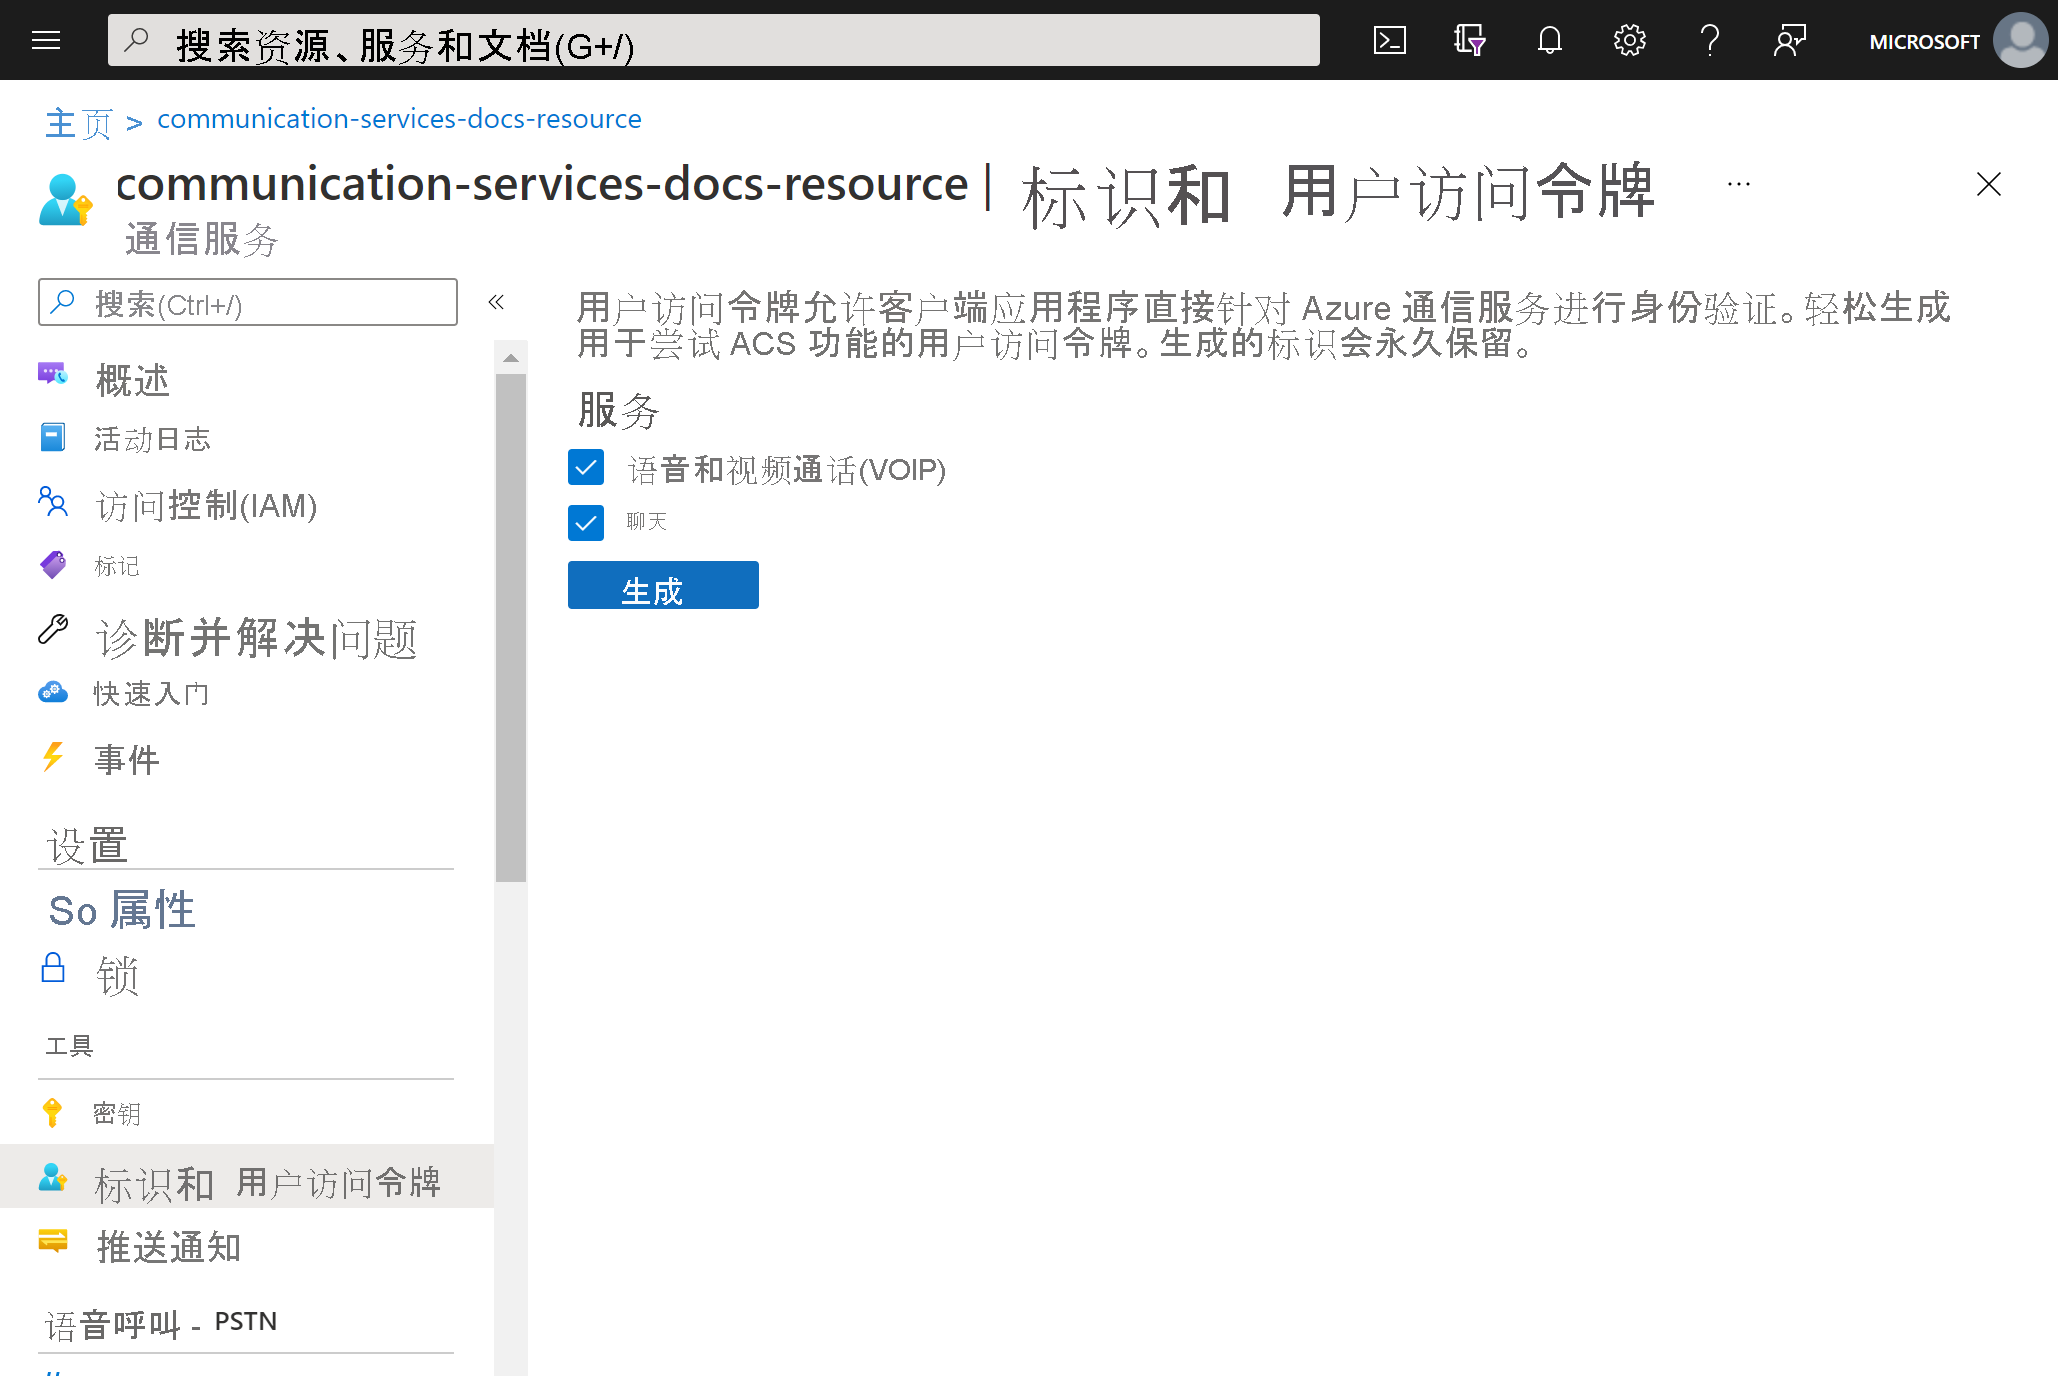 搜索资源、服务和文档(G+/)
MICROSOFT
主页 > communication-services-docs-resource
communication-services-docs-resource | 标识和 用户访问令牌 ...
通信服务
搜索(Ctrl+/)
概述
活动日志
访问控制(IAM)
标记
诊断并解决问题
快速入门
事件
设置
So 属性
锁
工具
密钥
标识和 用户访问令牌
推送通知
语音呼叫 - PSTN
用户访问令牌允许客户端应用程序直接针对 Azure 通信服务进行身份验证。轻松生成
用于尝试 ACS 功能的用户访问令牌。生成的标识会永久保留。
服务
语音和视频通话(VOIP)
聊天
生成